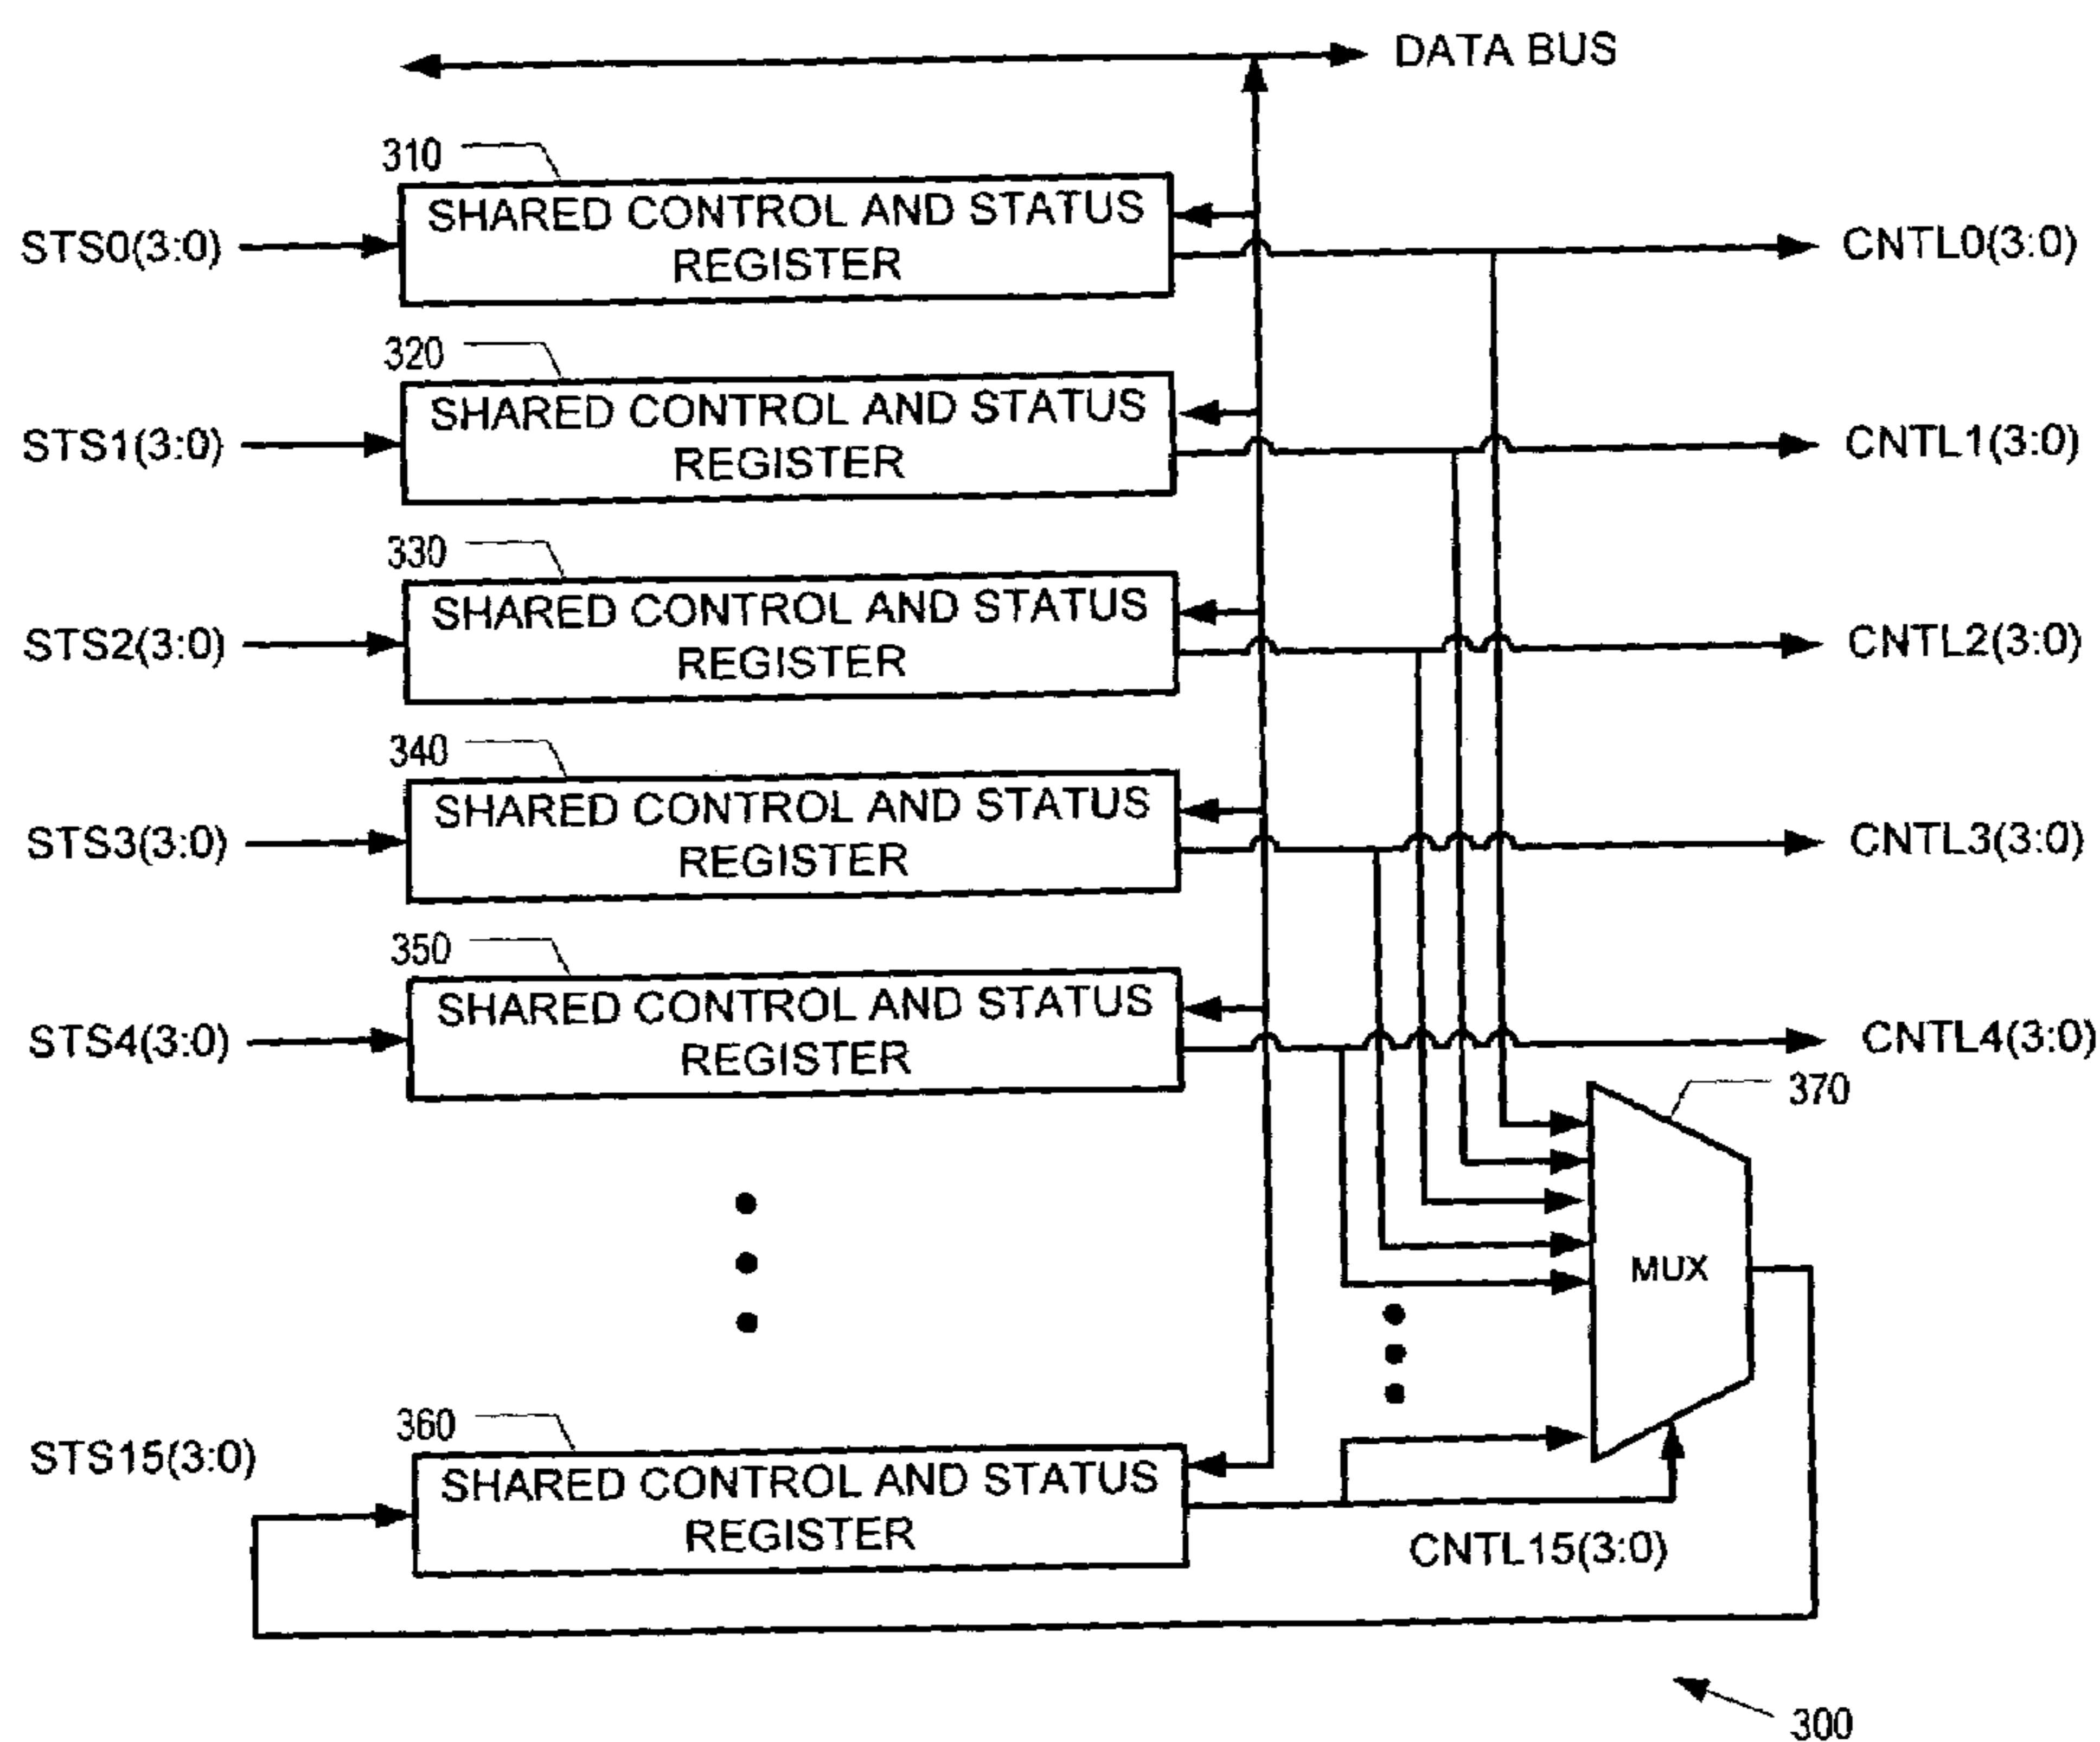 DATA BUS
310
SHARED CONTROL AND STATUS
REGISTER
STS0(3:0)
CNTL0(3:0)
320
SHARED CONTROL AND STATUS
REGISTER
STS1(3:0)
CNTL1(3:0)
330
SHARED CONTROL AND STATUS
REGISTER
STS2(3:0)
CNTL2(3:0)
340
SHARED CONTROL AND STATUS
REGISTER
STS3(3:0)
CNTL3(3:0)
350
SHARED CONTROL AND STATUS
REGISTER
STS4(3:0)
CNTL4(3:0)
370
MUX
360
STS15(3:0)
SHARED CONTROL AND STATUS
REGISTER
CNTL15(3:0)
300